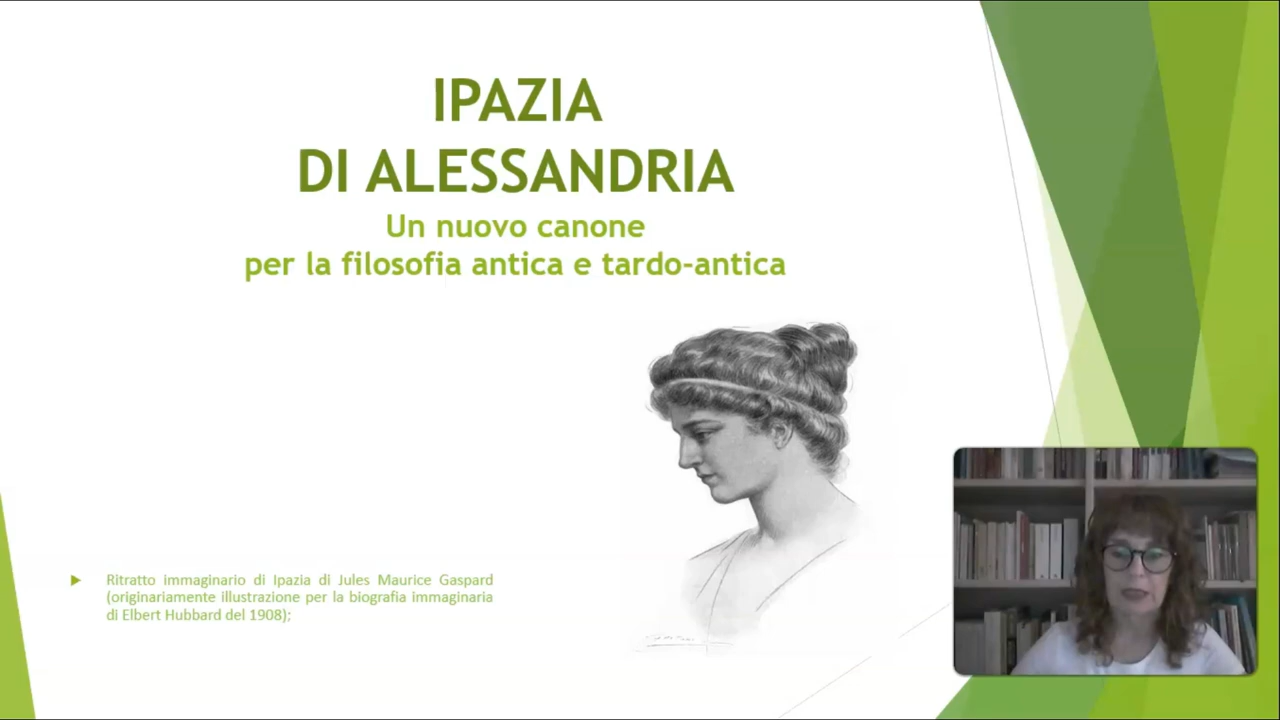 IPAZIA
DI ALESSANDRIA
Un nuovo canone
per la filosofia antica e tardo-antica
Ritratto immaginario di Ipazia di Jules Maurice Gaspard
(originariamente illustrazione per la biografia immaginaria
di Elbert Hubbard del 1908);